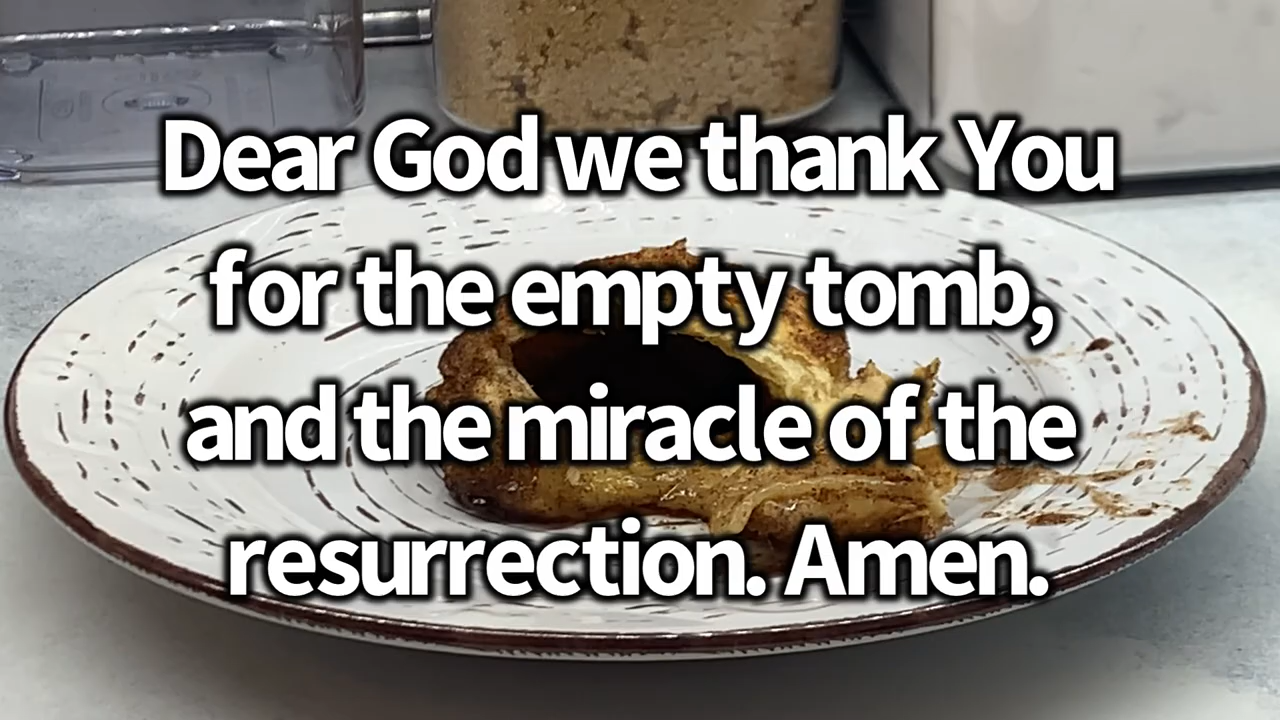 Dear God we thank You
for the empty tomb,
and the miracle of the
resurrection. Amen.